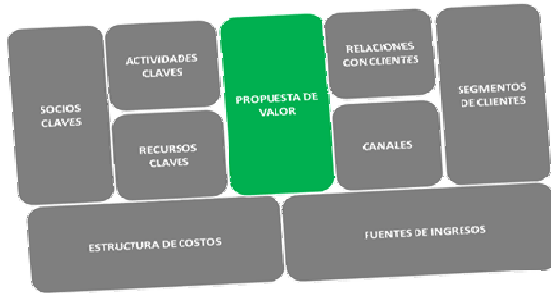 SOCIOS
CLAVES
ACTIVIDADES
CLAVES
RECURSOS
CLAVES
PROPUESTA DE
VALOR
RELACIONES
CON CLIENTES
CANALES
SEGMENTOS
DE CLIENTES
ESTRUCTURA DE COSTOS
FUENTES DE INGRESOS